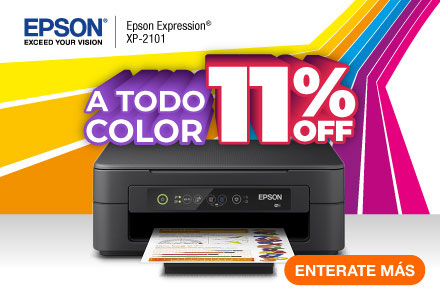 EPSON®
EXCEED YOUR VISION
Epson Expression®
XP-2101
A TODO
COLOR
11%
OFF
EPSON
ENTERATE MÁS